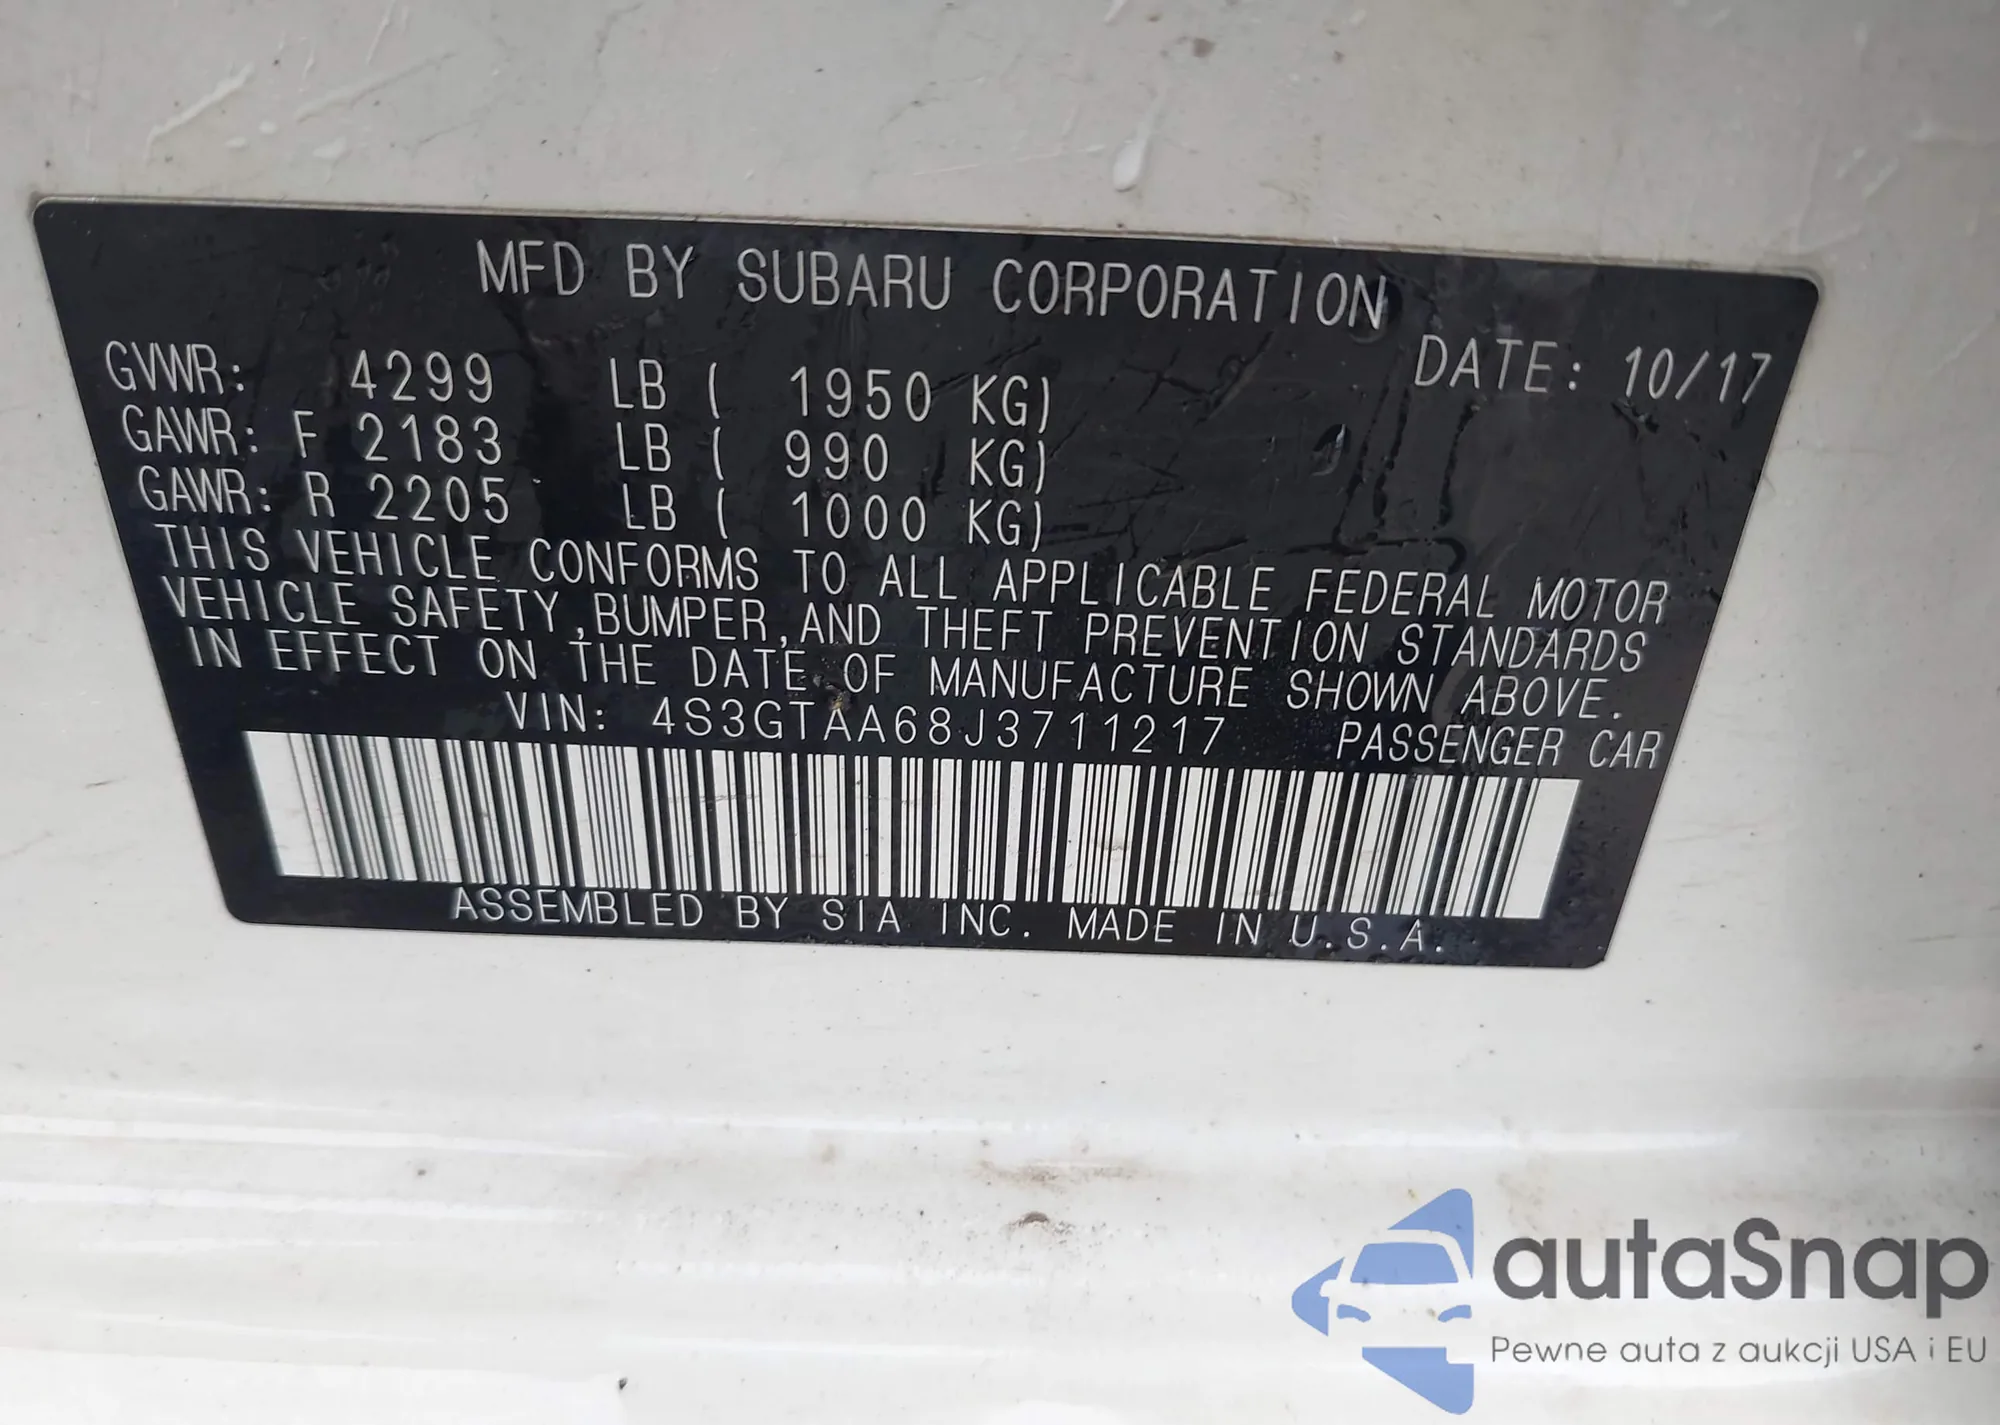 MFD BY SUBARU CORPORATION
DATE: 10/17
GVWR: 4299 LB ( 1950 KG)
GAWR: F 2183 LB ( 990 KG)
GAWR: R 2205 LB ( 1000 KG)
THIS VEHICLE CONFORMS TO ALL APPLICABLE FEDERAL MOTOR
VEHICLE SAFETY,BUMPER,AND THEFT PREVENTION STANDARDS
IN EFFECT ON THE DATE OF MANUFACTURE SHOWN ABOVE.
VIN: 4S3GTAA68J3711217 PASSENGER CAR
ASSEMBLED BY SIA INC. MADE IN U.S.A.
autaSnap
Pewne auta z aukcji USA i EU